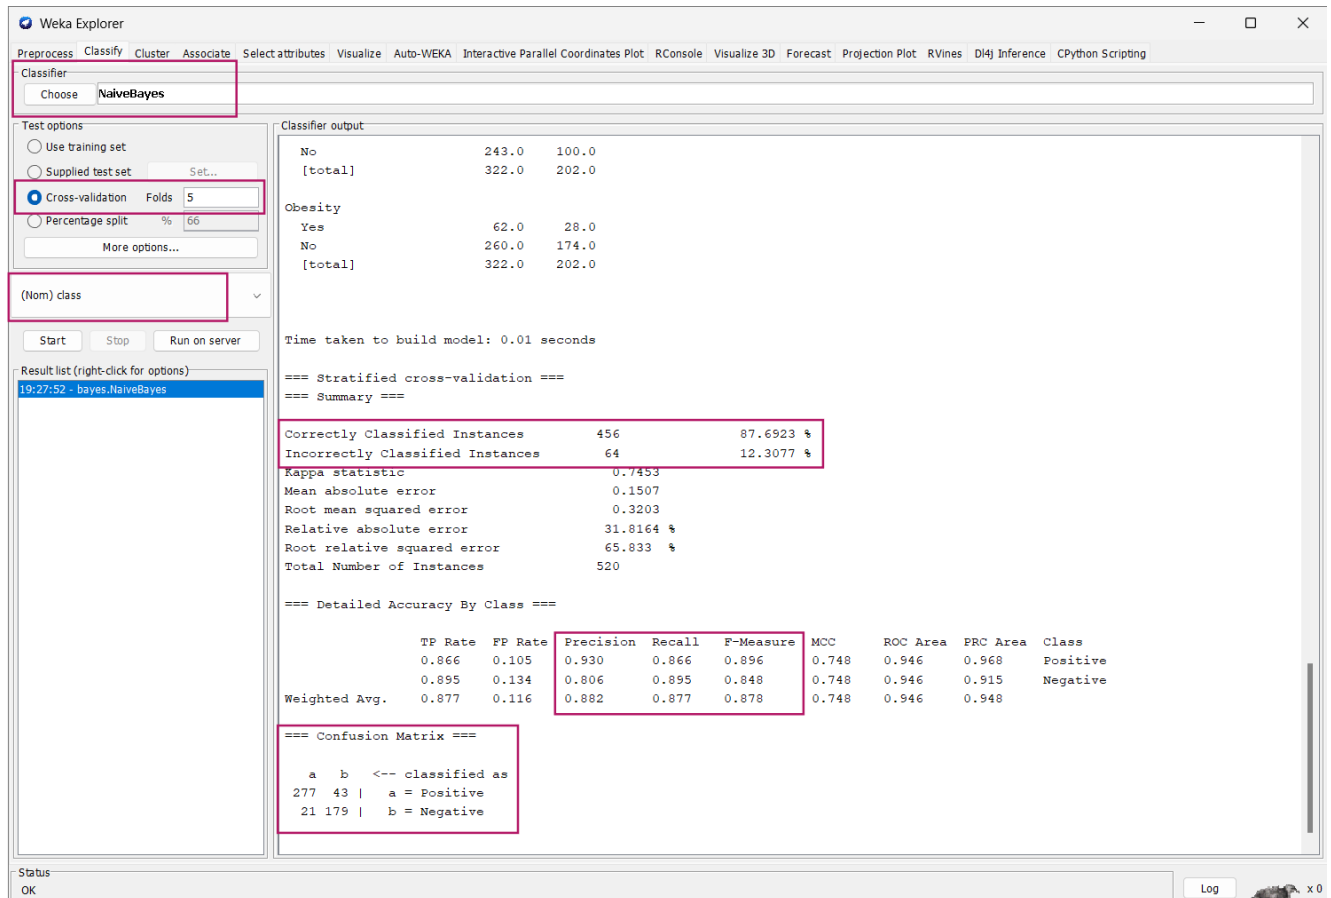 Weka Explorer
Preprocess Classify Cluster Associate Select attributes Visualize Auto-WEKA Interactive Parallel Coordinates Plot RConsole Visualize 3D Forecast Projection Plot RVines Dl4j Inference CPython Scripting
Classifier
Choose NaiveBayes
Test options
Use training set
Supplied test set Set...
Cross-validation Folds 5
Percentage split % 66
More options...
(Nom) class
Start Stop Run on server
Result list (right-click for options)
19:27:52 - bayes.NaiveBayes
Classifier output
No 243.0 100.0
[total] 322.0 202.0
Obesity
Yes 62.0 28.0
No 260.0 174.0
[total] 322.0 202.0
Time taken to build model: 0.01 seconds
=== Stratified cross-validation ===
=== Summary ===
Correctly Classified Instances 456 87.6923 %
Incorrectly Classified Instances 64 12.3077 %
Kappa statistic 0.7453
Mean absolute error 0.1507
Root mean squared error 0.3203
Relative absolute error 31.8164 %
Root relative squared error 65.833 %
Total Number of Instances 520
=== Detailed Accuracy By Class ===
TP Rate FP Rate Precision Recall F-Measure MCC ROC Area PRC Area Class
0.866 0.105 0.930 0.866 0.896 0.748 0.946 0.968 Positive
0.895 0.134 0.806 0.895 0.848 0.748 0.946 0.915 Negative
Weighted Avg. 0.877 0.116 0.882 0.877 0.878 0.748 0.946 0.948
=== Confusion Matrix ===
a b <-- classified as
277 43 | a = Positive
21 179 | b = Negative
Status
OK
Log x 0